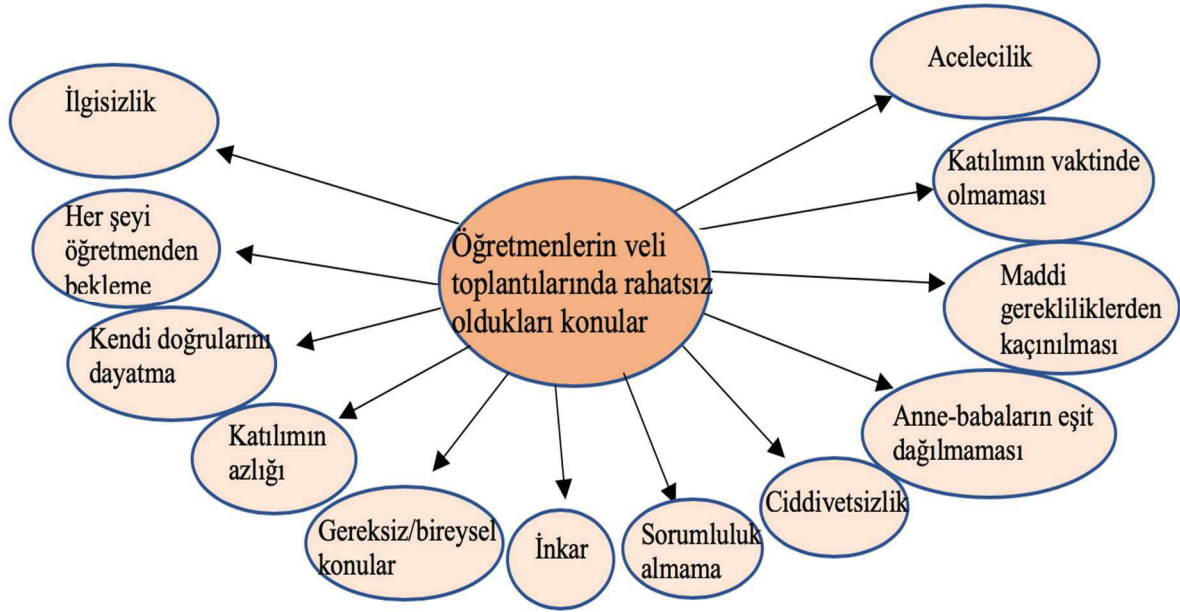 Acelecilik
İlgisizlik
Katılımın vaktinde
olmaması
Her şeyi
öğretmenden
bekleme
Öğretmenlerin veli
toplantılarında rahatsız
oldukları konular
Maddi
gerekliliklerden
kaçınılması
Kendi doğrularını
dayatma
Anne-babaların eşit
dağılmaması
Katılımın
azlığı
Ciddivetsizlik
Gereksiz/bireysel
konular
İnkar
Sorumluluk
almama